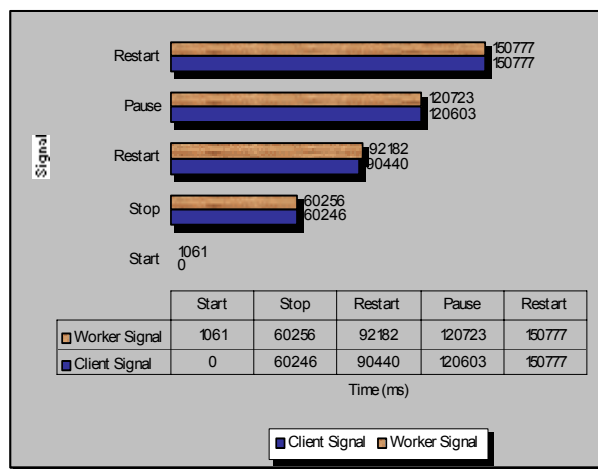 Signal
Restart
150777
150777
Pause
120723
120603
Restart
92182
90440
Stop
60256
60246
Start
1061
0
Start Stop Restart Pause Restart
Worker Signal 1061 60256 92182 120723 150777
Client Signal 0 60246 90440 120603 150777
Time (ms)
Client Signal Worker Signal